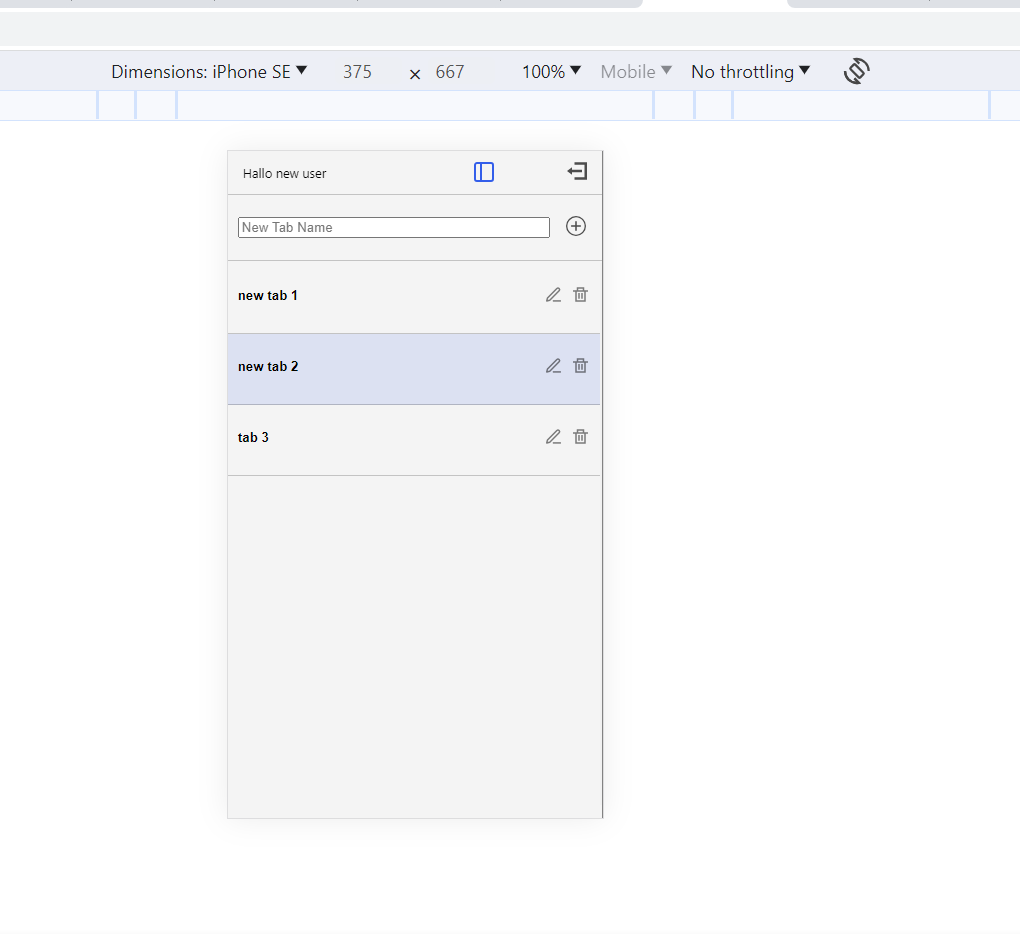 Dimensions: iPhone SE 375 × 667 100% Mobile No throttling
Hallo new user
New Tab Name
new tab 1
new tab 2
tab 3